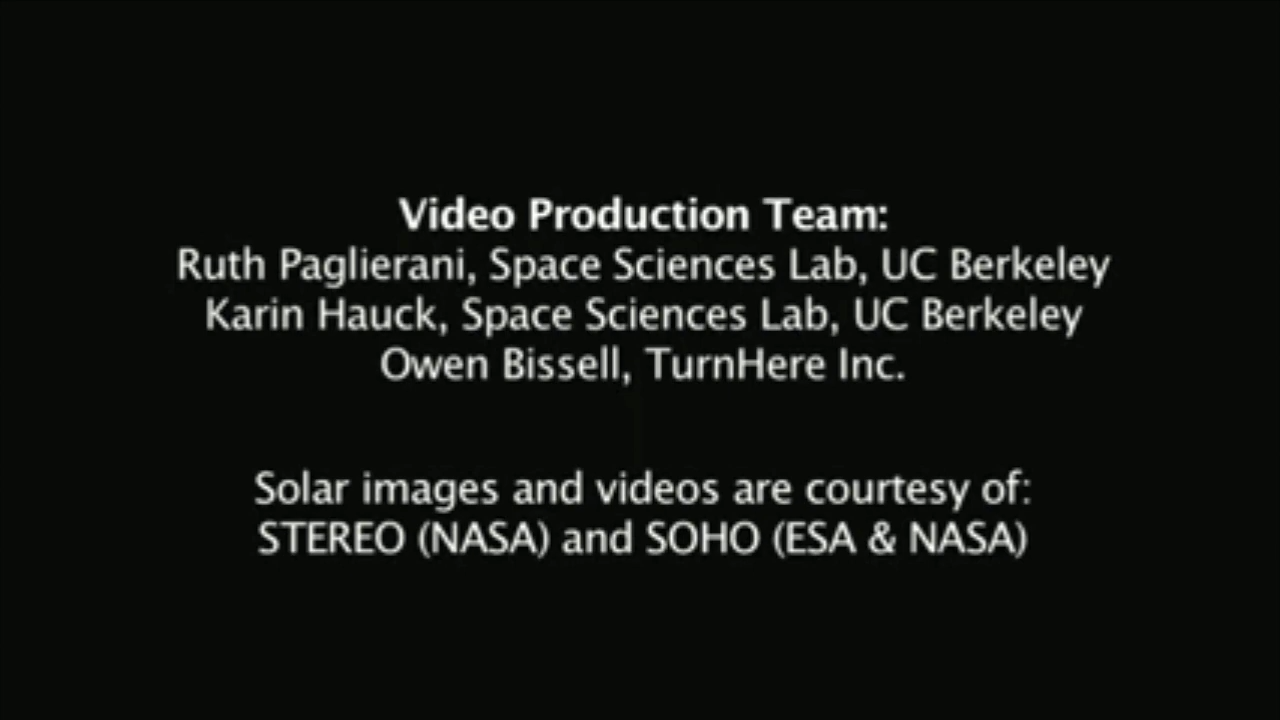 Video Production Team:
Ruth Paglierani, Space Sciences Lab, UC Berkeley
Karin Hauck, Space Sciences Lab, UC Berkeley
Owen Bissell, TurnHere Inc.
Solar images and videos are courtesy of:
STEREO (NASA) and SOHO (ESA & NASA)